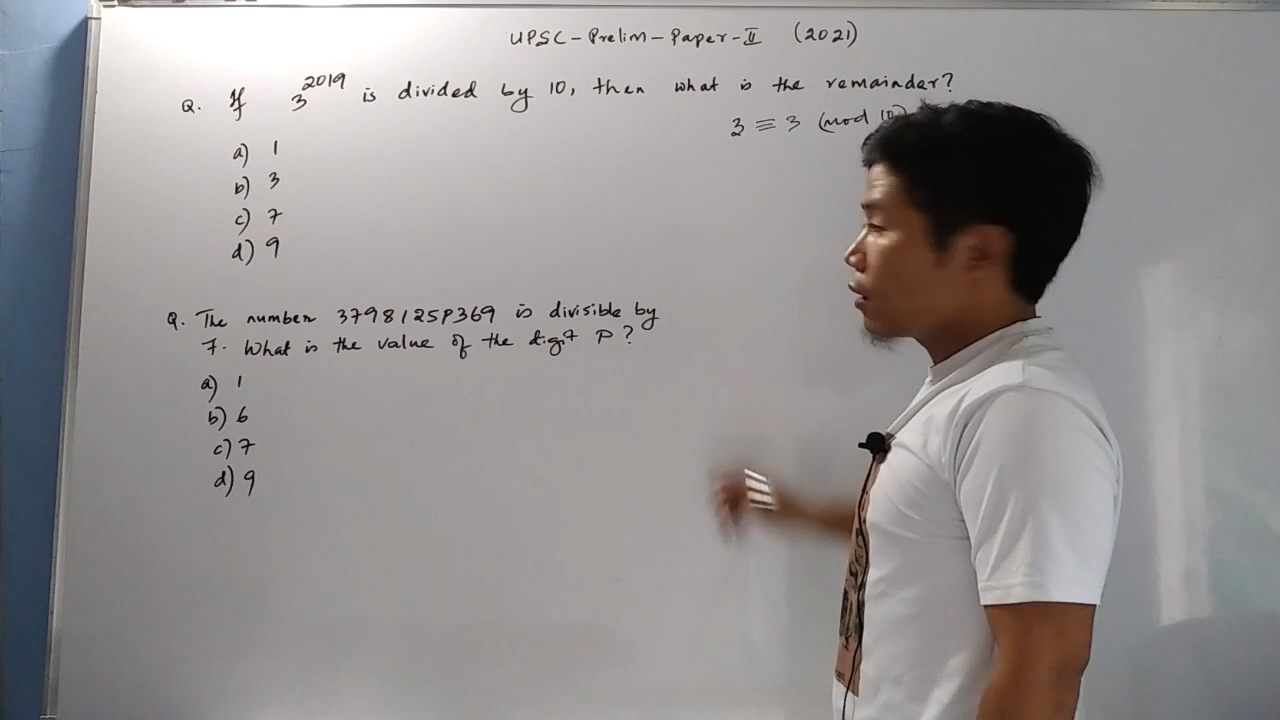 UPSC - Prelim - Paper - II (2021)
Q. If 3^2019 is divided by 10, then what is the remainder?
3 ≡ 3 (mod 10
a) 1
b) 3
c) 7
d) 9
Q. The number 3798125P369 is divisible by
7. What is the value of the digit P?
a) 1
b) 6
c) 7
d) 9